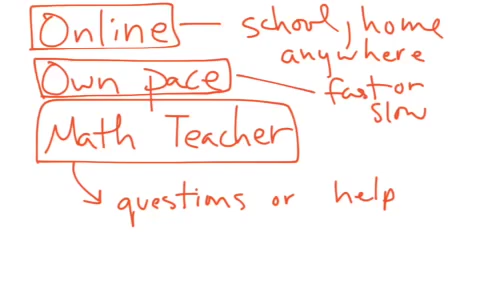 Online — school, home
anywhere
Own pace — fast or
slow
Math Teacher
questions or help